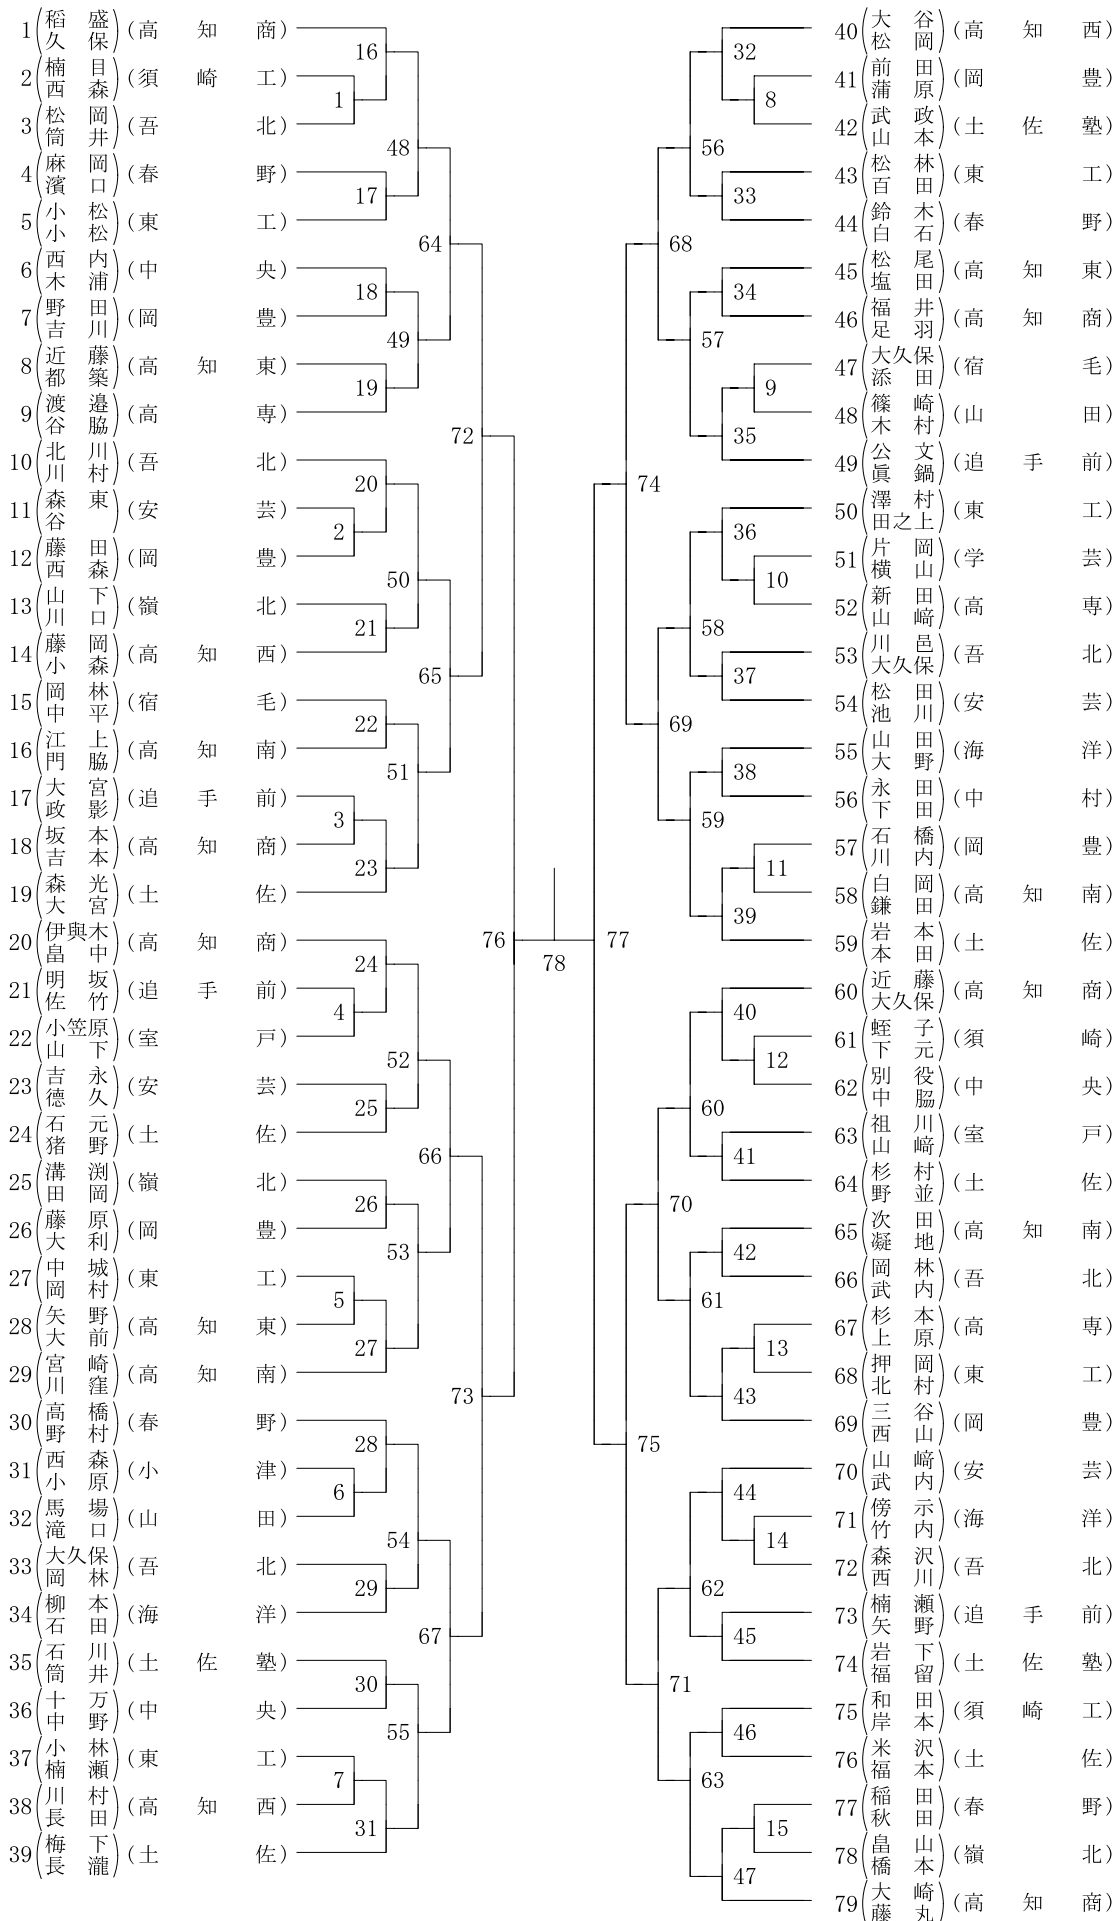 1 (稲盛 久保) (高知商)
2 (楠目 西森) (須崎工)
3 (松岡 筒井) (吾北)
4 (麻岡 濱口) (春野)
5 (小松 小松) (東工)
6 (西内 木浦) (中央)
7 (野田 吉川) (岡豊)
8 (近藤 都築) (高知東)
9 (渡邉 谷脇) (高専)
10 (北川 川村) (吾北)
11 (森東 谷) (安芸)
12 (藤田 西森) (岡豊)
13 (山下 川口) (嶺北)
14 (藤岡 小森) (高知西)
15 (岡林 中平) (宿毛)
16 (江上 門脇) (高知南)
17 (大宮 政影) (追手前)
18 (坂本 吉本) (高知商)
19 (森光 大宮) (土佐)
20 (伊與木 畠中) (高知商)
21 (明坂 佐竹) (追手前)
22 (小笠原 山下) (室戸)
23 (吉永 德久) (安芸)
24 (石元 猪野) (土佐)
25 (溝渕 田岡) (嶺北)
26 (藤原 大利) (岡豊)
27 (中城 岡村) (東工)
28 (矢野 大前) (高知東)
29 (宮崎 川窪) (高知南)
30 (高橋 野村) (春野)
31 (西森 小原) (小津)
32 (馬場 滝口) (山田)
33 (大久保 岡林) (吾北)
34 (柳本 石田) (海洋)
35 (石川 筒井) (土佐塾)
36 (十万 中野) (中央)
37 (小林 楠瀬) (東工)
38 (川村 長田) (高知西)
39 (梅下 長瀧) (土佐)
16
1
48
17
64
18
49
19
72
20
2
50
21
65
22
51
3
23
76
24
4
52
25
66
26
53
5
27
73
28
6
54
29
67
30
55
7
31
78
77
32
8
56
33
68
34
57
9
35
74
36
10
58
37
69
38
59
11
39
40
12
60
41
70
42
61
13
43
75
44
14
62
45
71
46
63
15
47
40 (大谷 松岡) (高知西)
41 (前田 蒲原) (岡豊)
42 (武政 山本) (土佐塾)
43 (松林 百田) (東工)
44 (鈴木 白石) (春野)
45 (松尾 塩田) (高知東)
46 (福井 足羽) (高知商)
47 (大久保 添田) (宿毛)
48 (篠崎 木村) (山田)
49 (公文 眞鍋) (追手前)
50 (澤村 田之上) (東工)
51 (片岡 横山) (学芸)
52 (新田 山﨑) (高専)
53 (川邑 大久保) (吾北)
54 (松田 池川) (安芸)
55 (山田 大野) (海洋)
56 (永田 下田) (中村)
57 (石橋 川内) (岡豊)
58 (白岡 鎌田) (高知南)
59 (岩本 本田) (土佐)
60 (近藤 大久保) (高知商)
61 (蛭子 下元) (須崎)
62 (別役 中脇) (中央)
63 (祖川 山﨑) (室戸)
64 (杉村 野並) (土佐)
65 (次田 凝地) (高知南)
66 (岡林 武内) (吾北)
67 (杉本 上原) (高専)
68 (押岡 北村) (東工)
69 (三谷 西山) (岡豊)
70 (山﨑 武内) (安芸)
71 (傍示 竹内) (海洋)
72 (森沢 西川) (吾北)
73 (楠瀬 矢野) (追手前)
74 (岩下 福留) (土佐塾)
75 (和田 岸本) (須崎工)
76 (米沢 福本) (土佐)
77 (稲田 秋田) (春野)
78 (畠山 橋本) (嶺北)
79 (大崎 藤丸) (高知商)